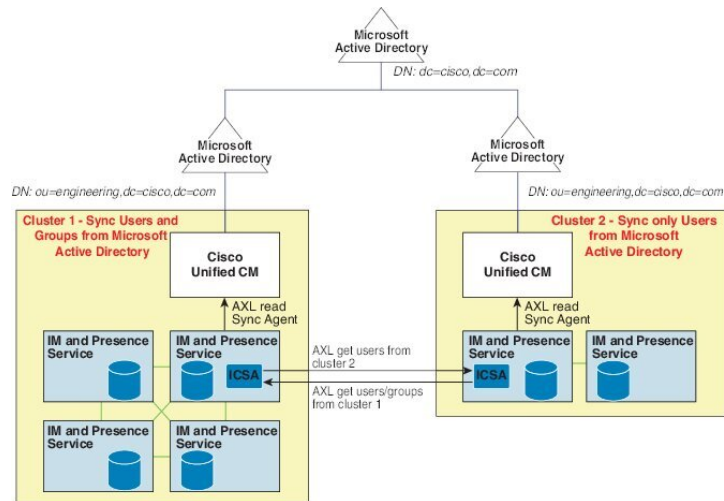 Microsoft
Active Directory
DN: dc=cisco,dc=com
Microsoft
Active Directory
Microsoft
Active Directory
DN: ou=engineering,dc=cisco,dc=com
DN: ou=engineering,dc=cisco,dc=com
Cluster 1 - Sync Users and
Groups from Microsoft
Active Directory
Cisco
Unified CM
AXL read
Sync Agent
IM and Presence
Service
IM and Presence
Service
ICSA
IM and Presence
Service
IM and Presence
Service
AXL get users from
cluster 2
AXL get users/groups
from cluster 1
Cluster 2 - Sync only Users
from Microsoft
Active Directory
Cisco
Unified CM
AXL read
Sync Agent
IM and Presence
Service
ICSA
IM and Presence
Service